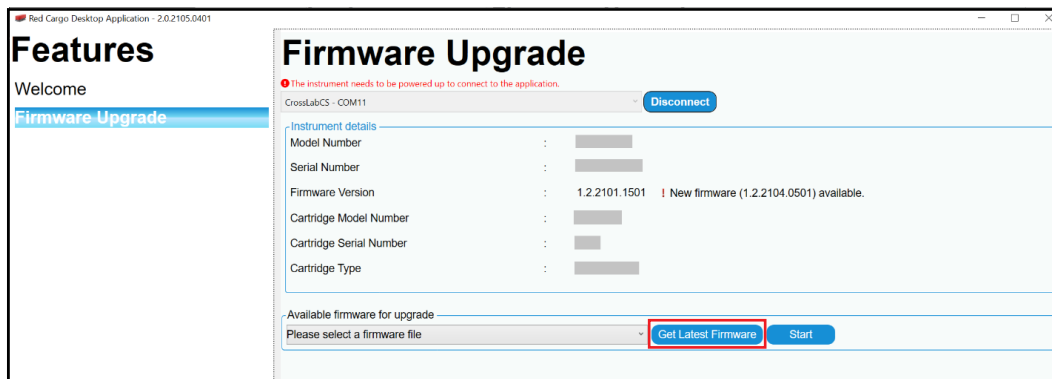 Red Cargo Desktop Application - 2.0.2105.0401
Features
Welcome
Firmware Upgrade
Firmware Upgrade
The instrument needs to be powered up to connect to the application.
CrossLabCS - COM11 Disconnect
Instrument details
Model Number :
Serial Number :
Firmware Version : 1.2.2101.1501 ! New firmware (1.2.2104.0501) available.
Cartridge Model Number :
Cartridge Serial Number :
Cartridge Type :
Available firmware for upgrade
Please select a firmware file Get Latest Firmware Start